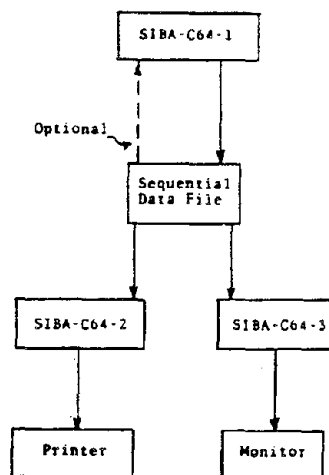 SIBA-C64-1
Optional
Sequential
Data File
SIBA-C64-2
SIBA-C64-3
Printer
Monitor